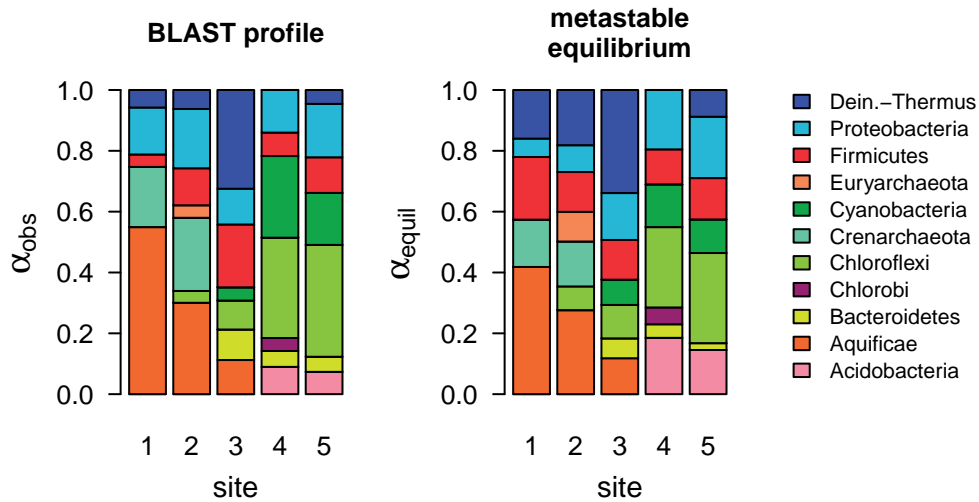 BLAST profile
αobs
1.0
0.8
0.6
0.4
0.2
0.0
1 2 3 4 5
site
metastable
equilibrium
αequil
1.0
0.8
0.6
0.4
0.2
0.0
1 2 3 4 5
site
Dein.−Thermus
Proteobacteria
Firmicutes
Euryarchaeota
Cyanobacteria
Crenarchaeota
Chloroflexi
Chlorobi
Bacteroidetes
Aquificae
Acidobacteria